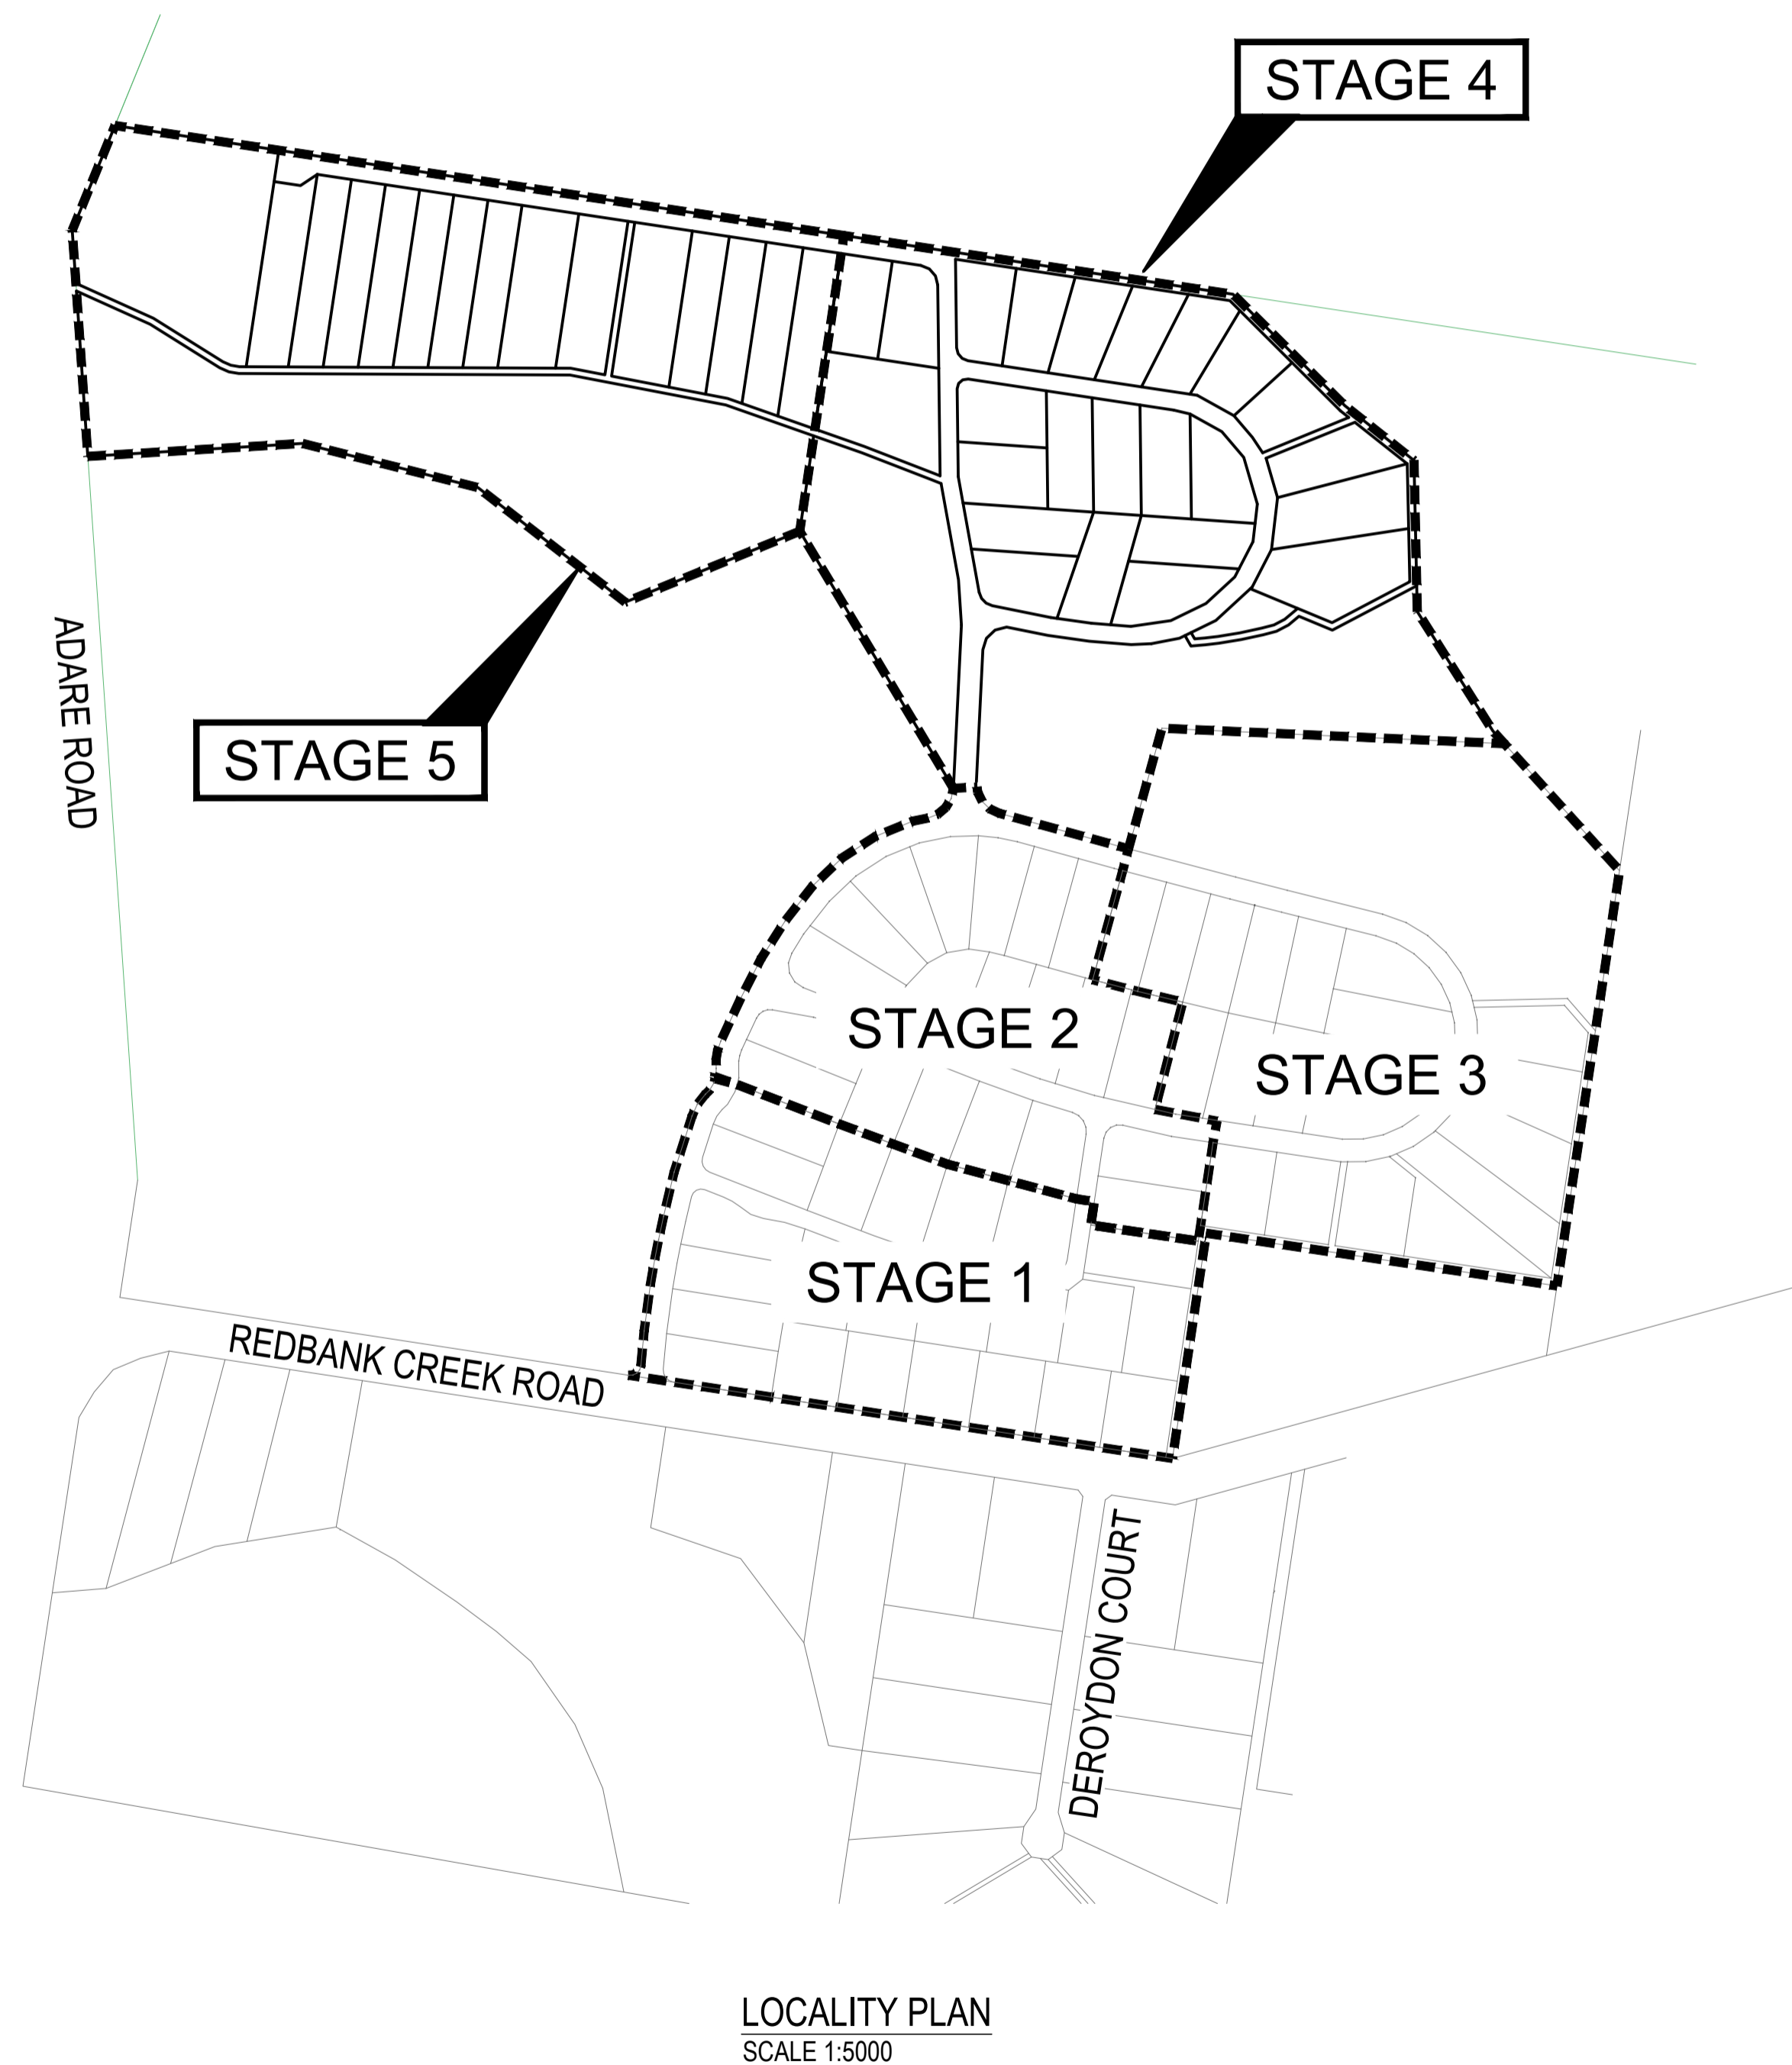 STAGE 4
ADARE ROAD
STAGE 5
STAGE 2
STAGE 3
STAGE 1
REDBANK CREEK ROAD
DEROYDON COURT
LOCALITY PLAN
SCALE 1:5000